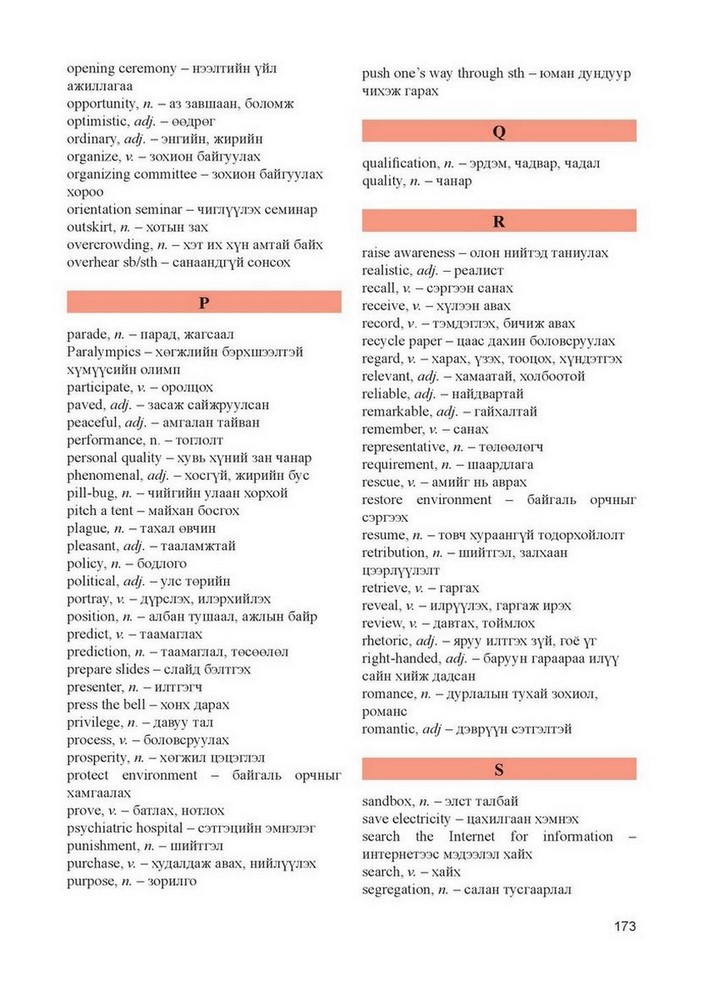 opening ceremony – нээлтийн үйл
ажиллагаа
opportunity, n. – аз завшаан, боломж
optimistic, adj. – өөдрөг
ordinary, adj. – энгийн, жирийн
organize, v. – зохион байгуулах
organizing committee – зохион байгуулах
хороо
orientation seminar – чиглүүлэх семинар
outskirt, n. – хотын зах
overcrowding, n. – хэт их хүн амтай байх
overhear sb/sth – санаандгүй сонсох
P
parade, n. – парад, жагсаал
Paralympics – хөгжлийн бэрхшээлтэй
хүмүүсийн олимп
participate, v. – оролцох
paved, adj. – засаж сайжруулсан
peaceful, adj. – амгалан тайван
performance, n. – тоглолт
personal quality – хувь хүний зан чанар
phenomenal, adj. – хосгүй, жирийн бус
pill-bug, n. – чийгийн улаан хорхой
pitch a tent – майхан босгох
plague, n. – тахал өвчин
pleasant, adj. – тааламжтай
policy, n. – бодлого
political, adj. – улс төрийн
portray, v. – дүрслэх, илэрхийлэх
position, n. – албан тушаал, ажлын байр
predict, v. – таамаглах
prediction, n. – таамаглал, төсөөлөл
prepare slides – слайд бэлтгэх
presenter, n. – илтгэгч
press the bell – хонх дарах
privilege, n. – давуу тал
process, v. – боловсруулах
prosperity, n. – хөгжил цэцэглэл
protect environment – байгаль орчныг
хамгаалах
prove, v. – батлах, нотлох
psychiatric hospital – сэтгэцийн эмнэлэг
punishment, n. – шийтгэл
purchase, v. – худалдаж авах, нийлүүлэх
purpose, n. – зорилго
push one’s way through sth – юман дундуур
чихэж гарах
Q
qualification, n. – эрдэм, чадвар, чадал
quality, n. – чанар
R
raise awareness – олон нийтэд таниулах
realistic, adj. – реалист
recall, v. – сэргээн санах
receive, v. – хүлээн авах
record, v. – тэмдэглэх, бичиж авах
recycle paper – цаас дахин боловсруулах
regard, v. – харах, үзэх, тооцох, хүндэтгэх
relevant, adj. – хамаатай, холбоотой
reliable, adj. – найдвартай
remarkable, adj. – гайхалтай
remember, v. – санах
representative, n. – төлөөлөгч
requirement, n. – шаардлага
rescue, v. – амийг нь аврах
restore environment – байгаль орчныг
сэргээх
resume, n. – товч хураангүй тодорхойлолт
retribution, n. – шийтгэл, залхаан
цээрлүүлэлт
retrieve, v. – гаргах
reveal, v. – илрүүлэх, гаргаж ирэх
review, v. – давтах, тоймлох
rhetoric, adj. – яруу илтгэх зүй, гоё үг
right-handed, adj. – баруун гараараа илүү
сайн хийж дадсан
romance, n. – дурлалын тухай зохиол,
романс
romantic, adj – дэврүүн сэтгэлтэй
S
sandbox, n. – элст талбай
save electricity – цахилгаан хэмнэх
search the Internet for information –
интернетээс мэдээлэл хайх
search, v. – хайх
segregation, n. – салан тусгаарлал
173